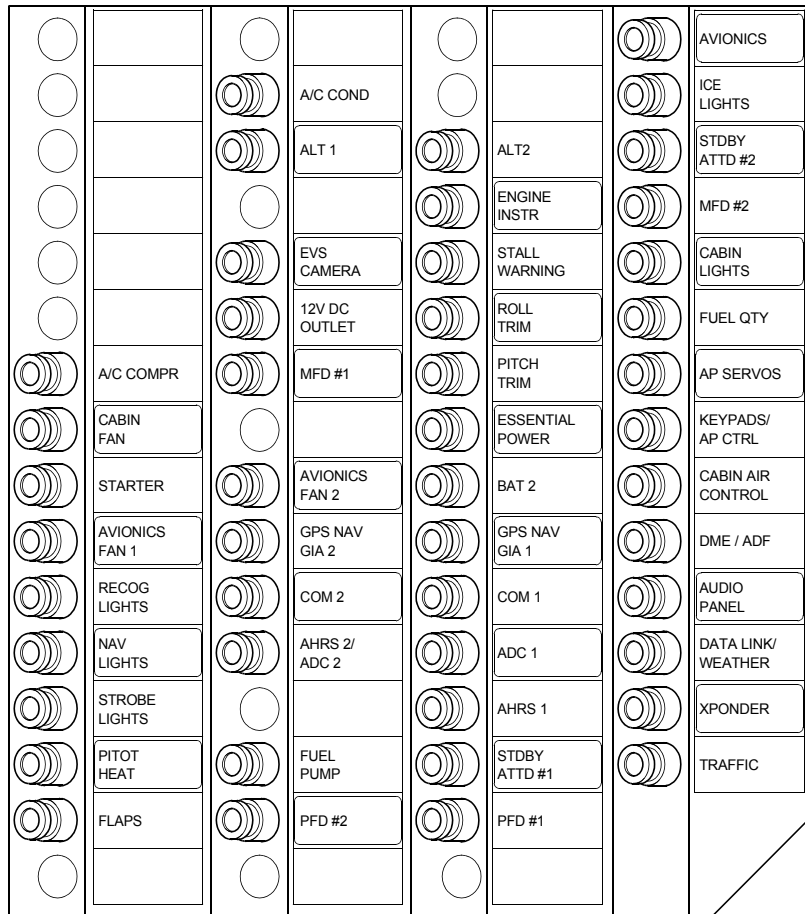 A/C COMPR
CABIN
FAN
STARTER
AVIONICS
FAN 1
RECOG
LIGHTS
NAV
LIGHTS
STROBE
LIGHTS
PITOT
HEAT
FLAPS
A/C COND
ALT 1
EVS
CAMERA
12V DC
OUTLET
MFD #1
AVIONICS
FAN 2
GPS NAV
GIA 2
COM 2
AHRS 2/
ADC 2
FUEL
PUMP
PFD #2
ALT2
ENGINE
INSTR
STALL
WARNING
ROLL
TRIM
PITCH
TRIM
ESSENTIAL
POWER
BAT 2
GPS NAV
GIA 1
COM 1
ADC 1
AHRS 1
STDBY
ATTD #1
PFD #1
AVIONICS
ICE
LIGHTS
STDBY
ATTD #2
MFD #2
CABIN
LIGHTS
FUEL QTY
AP SERVOS
KEYPADS/
AP CTRL
CABIN AIR
CONTROL
DME / ADF
AUDIO
PANEL
DATA LINK/
WEATHER
XPONDER
TRAFFIC